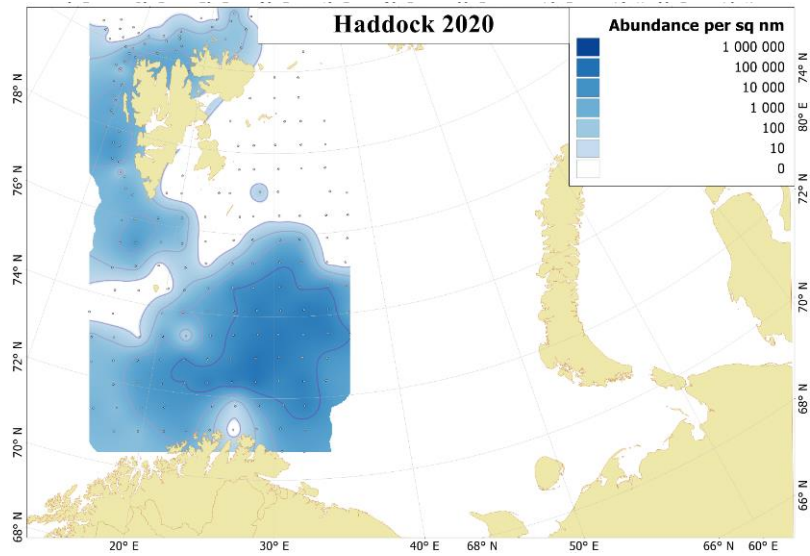 Haddock 2020
Abundance per sq nm
1 000 000
100 000
10 000
1 000
100
10
0
78° N
76° N
74° N
72° N
70° N
68° N
74° N
80° E
72° N
70° N
68° N
66° N
20° E
30° E
40° E
68° N
50° E
66° N
60° E